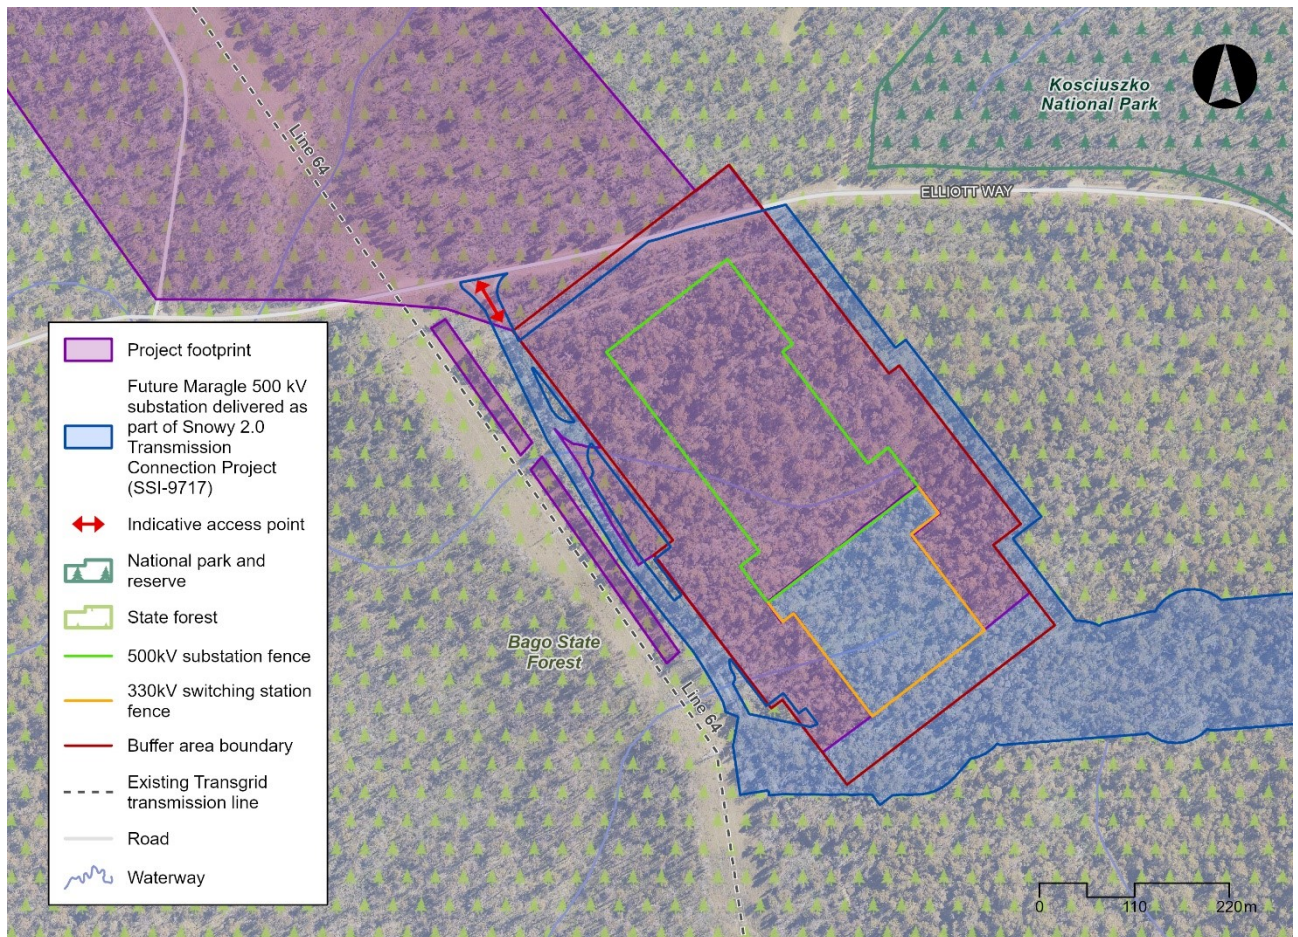 Kosciuszko
National Park
Line 64
ELLIOTT WAY
Project footprint
Future Maragle 500 kV
substation delivered as
part of Snowy 2.0
Transmission
Connection Project
(SSI-9717)
Indicative access point
National park and
reserve
State forest
500kV substation fence
330kV switching station
fence
Buffer area boundary
Existing Transgrid
transmission line
Road
Waterway
Bago State
Forest
Line 64
0 110 220m